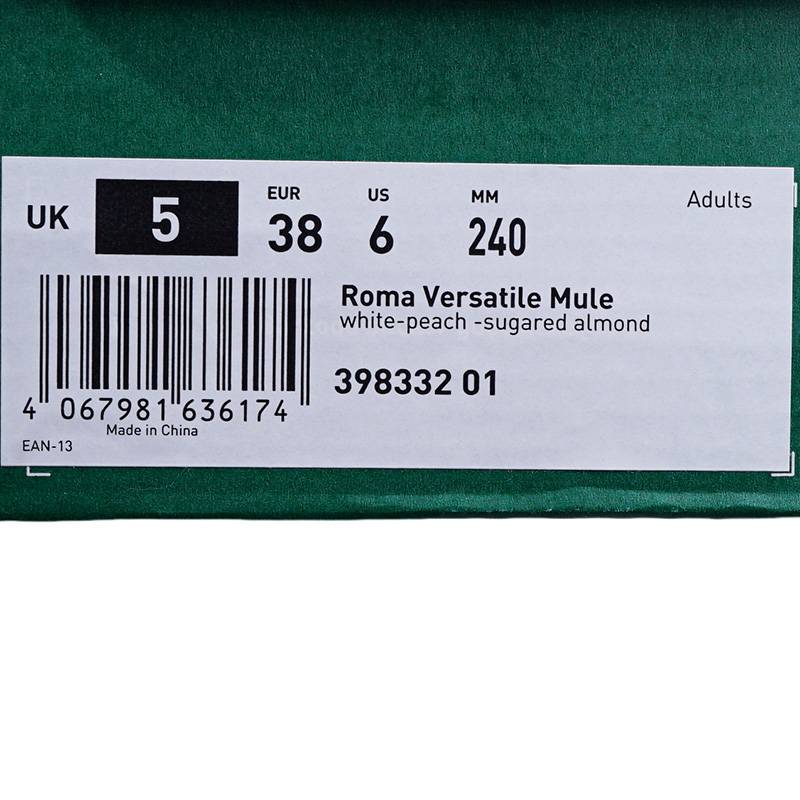 UK 5 EUR 38 US 6 MM 240 Adults
Roma Versatile Mule
white-peach -sugared almond
398332 01
4 067981 636174
Made in China
EAN-13